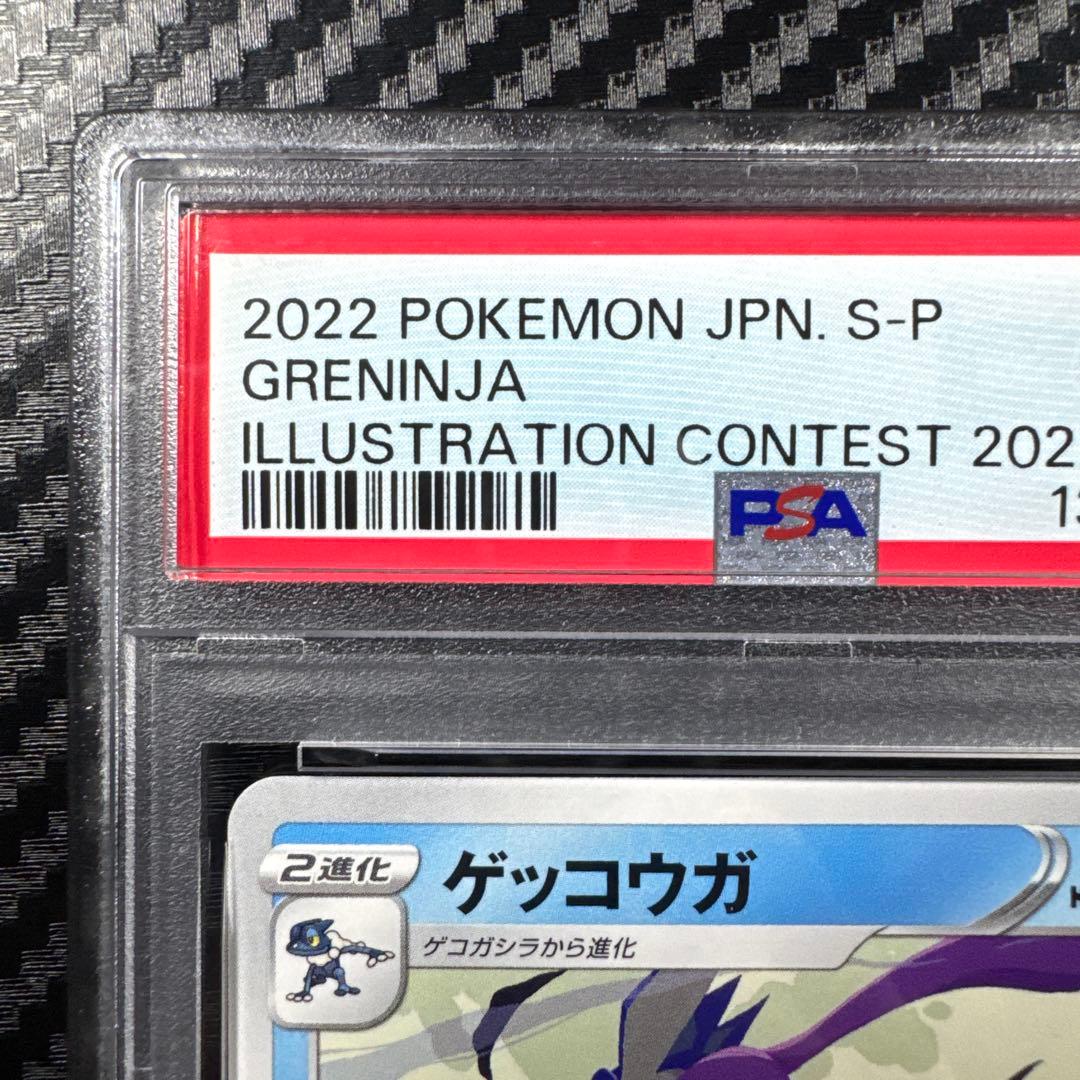 2022 POKEMON JPN. S-P
GRENINJA
ILLUSTRATION CONTEST 202
PSA
2進化
ゲッコウガ
ゲコガシラから進化